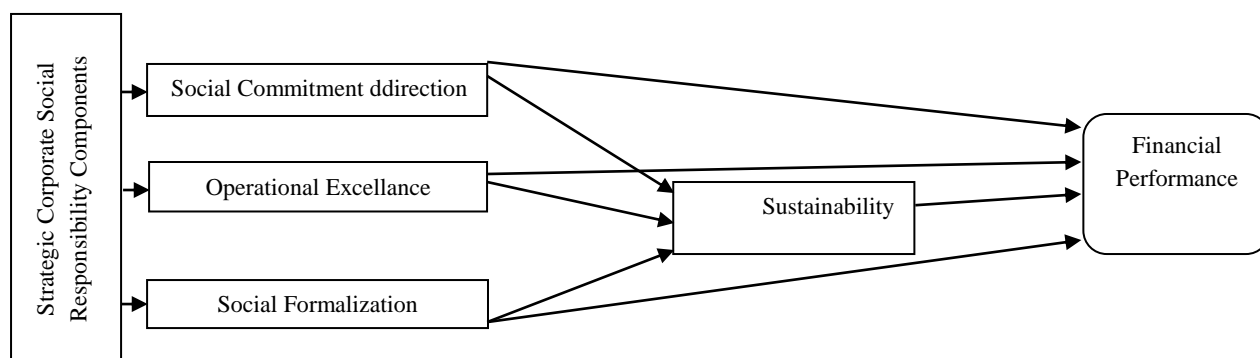 Strategic Corporate Social
Responsibility Components
Social Commitment ddirection
Operational Excellance
Social Formalization
Sustainability
Financial
Performance